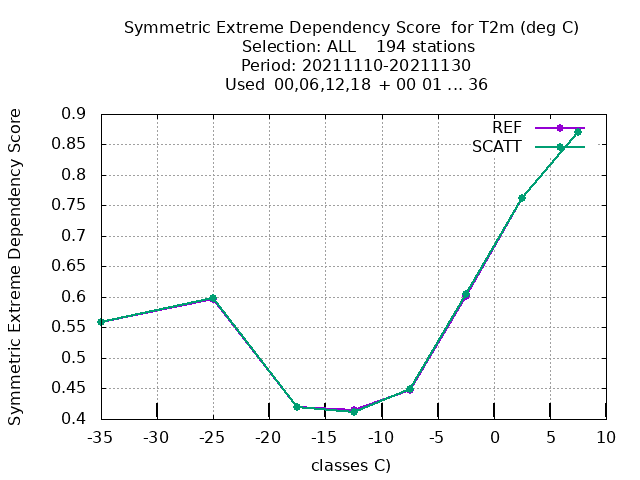 Symmetric Extreme Dependency Score  for T2m (deg C)
Selection: ALL    194 stations
Period: 20211110-20211130
Used  00,06,12,18  + 00 01 ... 36
Symmetric Extreme Dependency Score
0.9
0.85
0.8
0.75
0.7
0.65
0.6
0.55
0.5
0.45
0.4
REF
SCATT
-35 -30 -25 -20 -15 -10 -5 0 5 10
classes C)